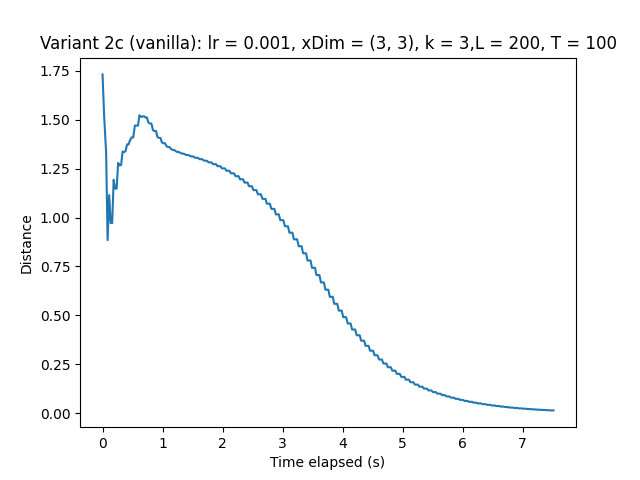 Variant 2c (vanilla): lr = 0.001, xDim = (3, 3), k = 3,L = 200, T = 100
1.75
1.50
1.25
1.00
0.75
0.50
0.25
0.00
Distance
0 1 2 3 4 5 6 7
Time elapsed (s)